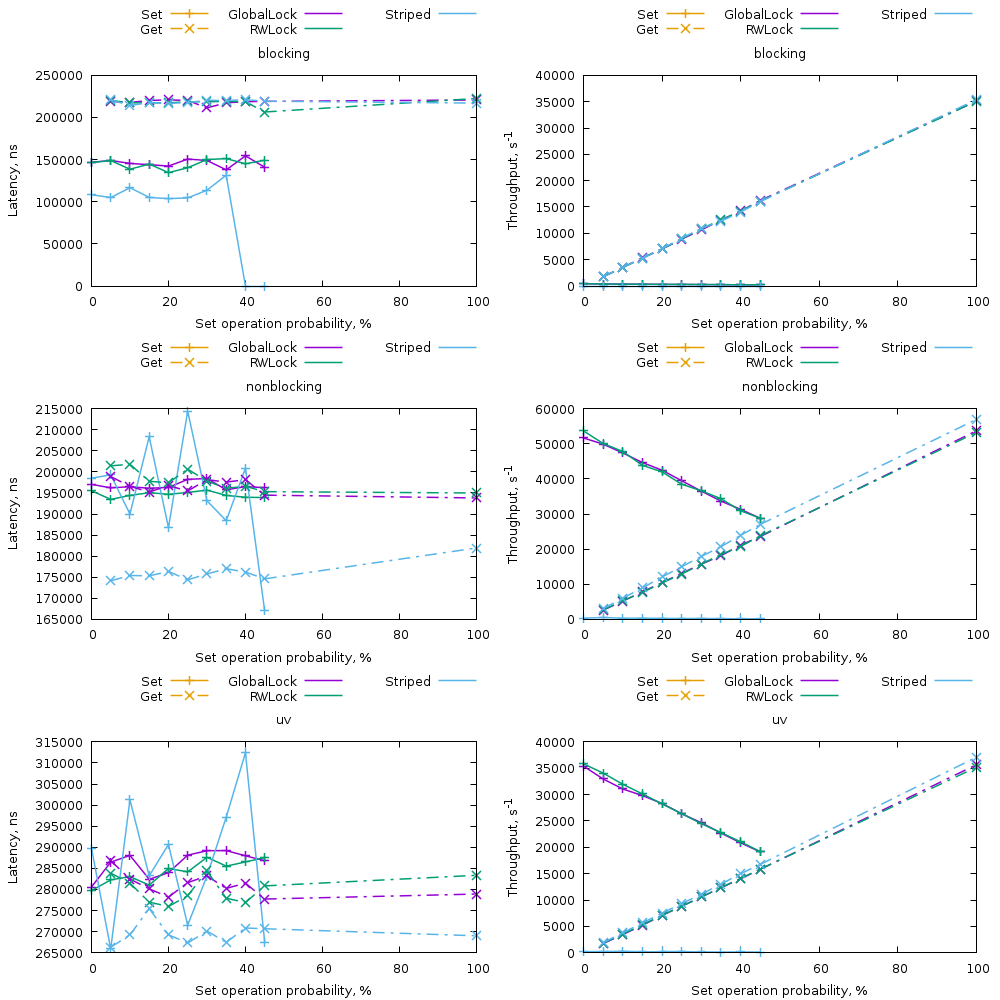 Set GlobalLock Striped
Get RWLock
blocking
250000
200000
150000
100000
50000
0
Latency, ns
0 20 40 60 80 100
Set operation probability, %
Set GlobalLock Striped
Get RWLock
blocking
40000
35000
30000
25000
20000
15000
10000
5000
0
Throughput, s-1
0 20 40 60 80 100
Set operation probability, %
Set GlobalLock Striped
Get RWLock
nonblocking
215000
210000
205000
200000
195000
190000
185000
180000
175000
170000
165000
Latency, ns
0 20 40 60 80 100
Set operation probability, %
Set GlobalLock Striped
Get RWLock
nonblocking
60000
50000
40000
30000
20000
10000
0
Throughput, s-1
0 20 40 60 80 100
Set operation probability, %
Set GlobalLock Striped
Get RWLock
uv
315000
310000
305000
300000
295000
290000
285000
280000
275000
270000
265000
Latency, ns
0 20 40 60 80 100
Set operation probability, %
Set GlobalLock Striped
Get RWLock
uv
40000
35000
30000
25000
20000
15000
10000
5000
0
Throughput, s-1
0 20 40 60 80 100
Set operation probability, %